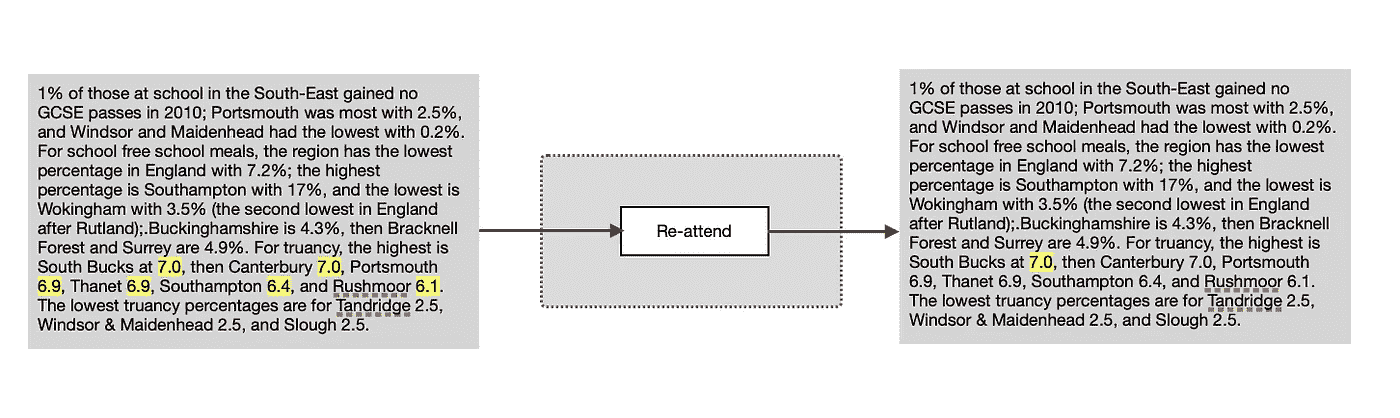 1% of those at school in the South-East gained no
GCSE passes in 2010; Portsmouth was most with 2.5%,
and Windsor and Maidenhead had the lowest with 0.2%.
For school free school meals, the region has the lowest
percentage in England with 7.2%; the highest
percentage is Southampton with 17%, and the lowest is
Wokingham with 3.5% (the second lowest in England
after Rutland);.Buckinghamshire is 4.3%, then Bracknell
Forest and Surrey are 4.9%. For truancy, the highest is
South Bucks at 7.0, then Canterbury 7.0, Portsmouth
6.9, Thanet 6.9, Southampton 6.4, and Rushmoor 6.1.
The lowest truancy percentages are for Tandridge 2.5,
Windsor & Maidenhead 2.5, and Slough 2.5.
Re-attend
1% of those at school in the South-East gained no
GCSE passes in 2010; Portsmouth was most with 2.5%,
and Windsor and Maidenhead had the lowest with 0.2%.
For school free school meals, the region has the lowest
percentage in England with 7.2%; the highest
percentage is Southampton with 17%, and the lowest is
Wokingham with 3.5% (the second lowest in England
after Rutland);.Buckinghamshire is 4.3%, then Bracknell
Forest and Surrey are 4.9%. For truancy, the highest is
South Bucks at 7.0, then Canterbury 7.0, Portsmouth
6.9, Thanet 6.9, Southampton 6.4, and Rushmoor 6.1.
The lowest truancy percentages are for Tandridge 2.5,
Windsor & Maidenhead 2.5, and Slough 2.5.